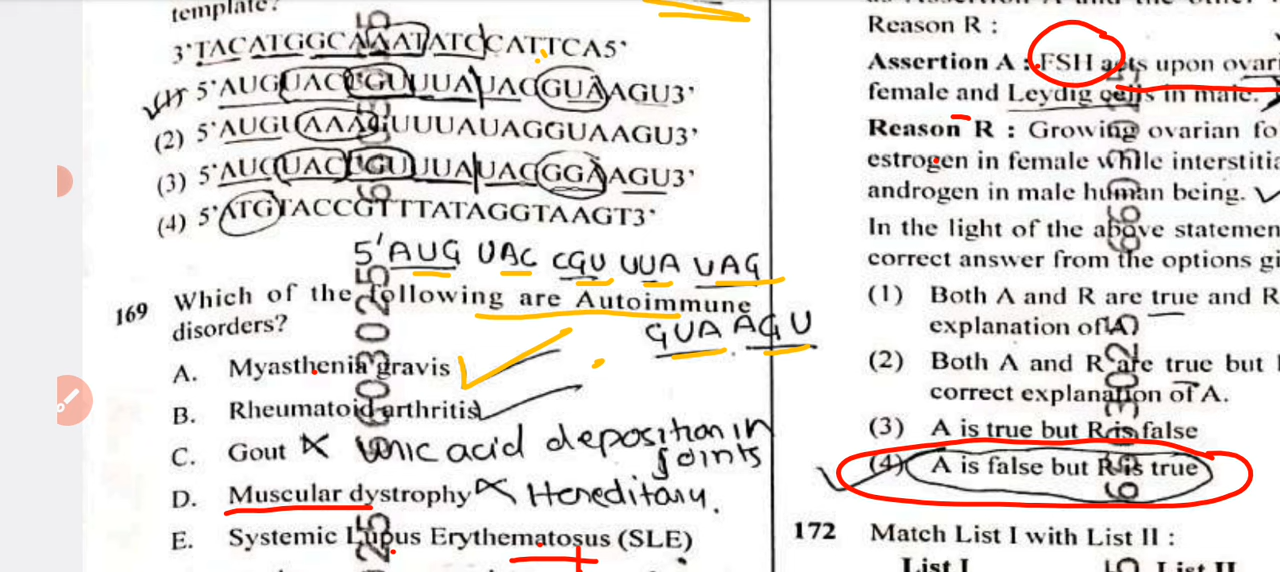 template?
3'TACATGGCAAATATCCATTCA5'
(1) 5'AUGUACCGUUUAUAGGUAAGU3'
(2) 5'AUGUAAAGUUUAUAGGUAAGU3'
(3) 5'AUGUACCGUUUAUAGGGAAGU3'
(4) 5'ATGTACCGTTTATAGGTAAGT3'
5'AUG UAC CGU UUA UAG
GUA AGU
169 Which of the following are Autoimmune
disorders?
A. Myasthenia gravis
B. Rheumatoid arthritis
C. Gout Uric acid deposition in
joints
D. Muscular dystrophy Hereditary.
E. Systemic Lupus Erythematosus (SLE)
Reason R :
Assertion A : FSH acts upon ovari
female and Leydig cells in male.
Reason R : Growing ovarian fo
estrogen in female while interstitia
androgen in male human being.
In the light of the above statemen
correct answer from the options gi
(1) Both A and R are true and R
explanation of A
(2) Both A and R are true but
correct explanation of A.
(3) A is true but R is false
(4) A is false but R is true
172 Match List I with List II :
List I List II